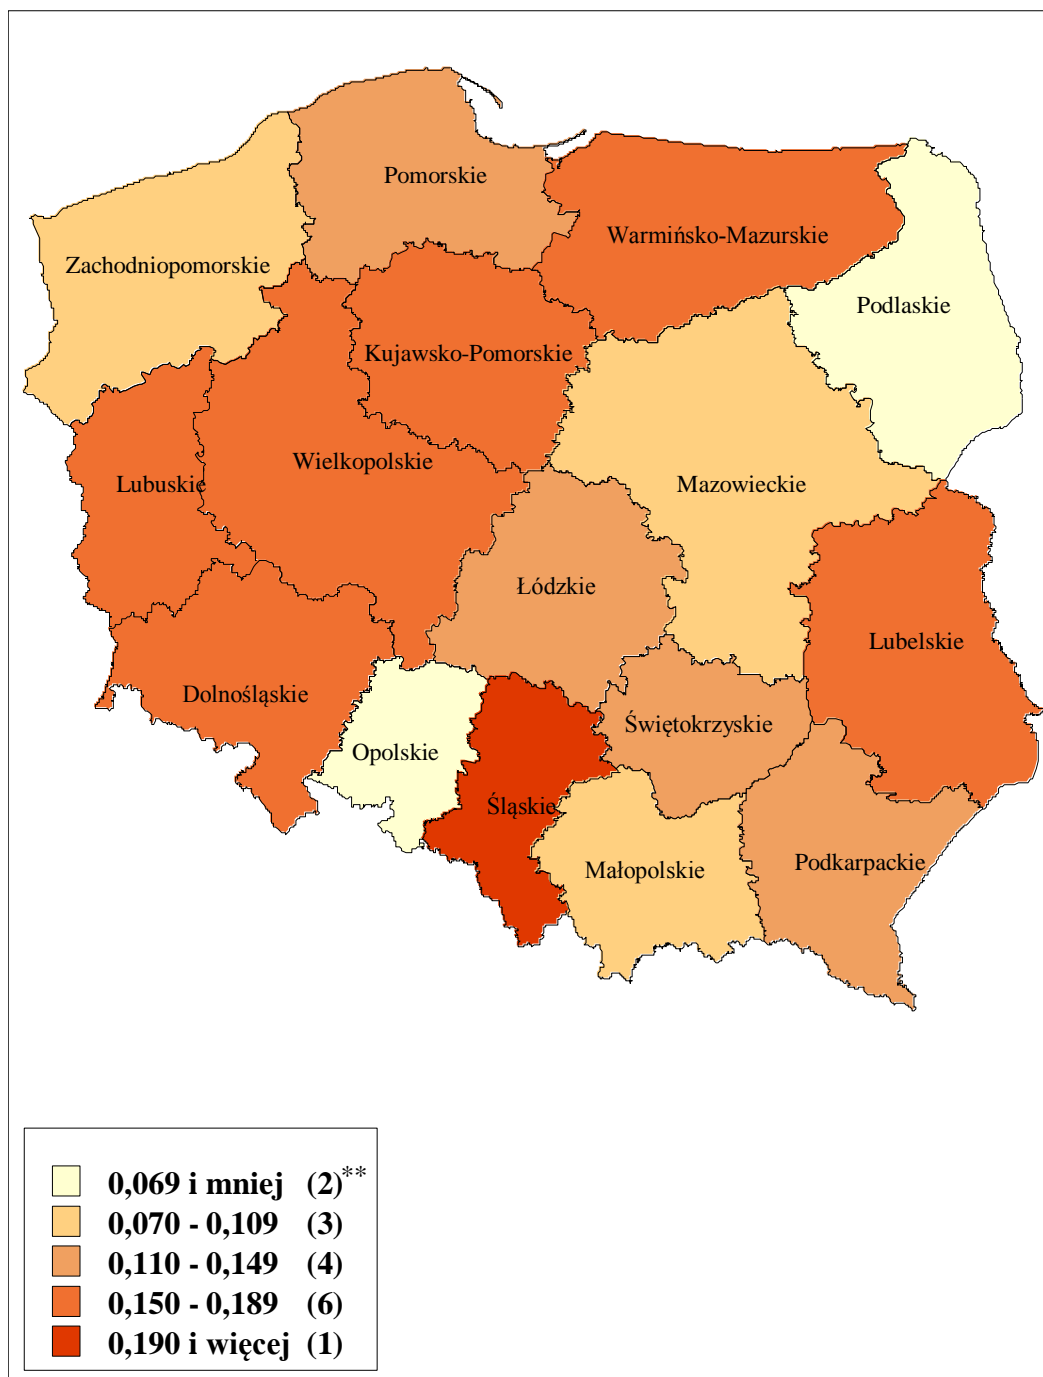 Pomorskie
Warmińsko-Mazurskie
Zachodniopomorskie
Podlaskie
Kujawsko-Pomorskie
Wielkopolskie
Lubuskie
Mazowieckie
Łódzkie
Lubelskie
Dolnośląskie
Świętokrzyskie
Opolskie
Śląskie
Podkarpackie
Małopolskie
0,069 i mniej (2)**
0,070 - 0,109 (3)
0,110 - 0,149 (4)
0,150 - 0,189 (6)
0,190 i więcej (1)